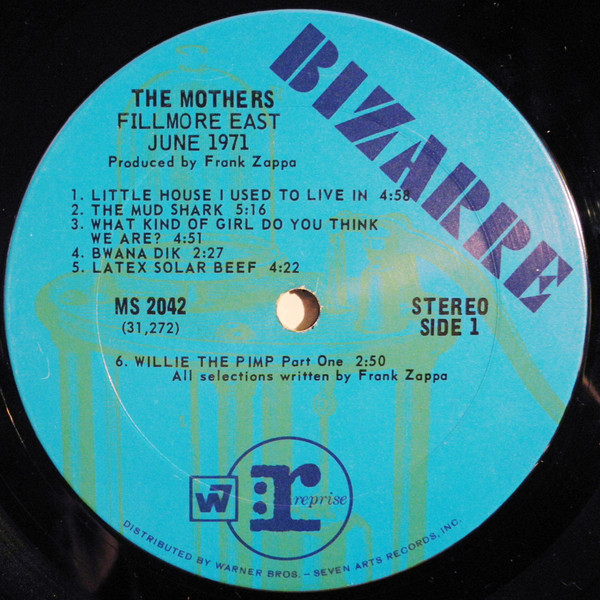 BIZARRE
THE MOTHERS
FILLMORE EAST
JUNE 1971
Produced by Frank Zappa
1. LITTLE HOUSE I USED TO LIVE IN 4:58
2. THE MUD SHARK 5:16
3. WHAT KIND OF GIRL DO YOU THINK
WE ARE? 4:51
4. BWANA DIK 2:27
5. LATEX SOLAR BEEF 4:22
MS 2042
(31,272)
STEREO
SIDE 1
6. WILLIE THE PIMP Part One 2:50
All selections written by Frank Zappa
W7
r
reprise
DISTRIBUTED BY WARNER BROS. – SEVEN ARTS RECORDS, INC.